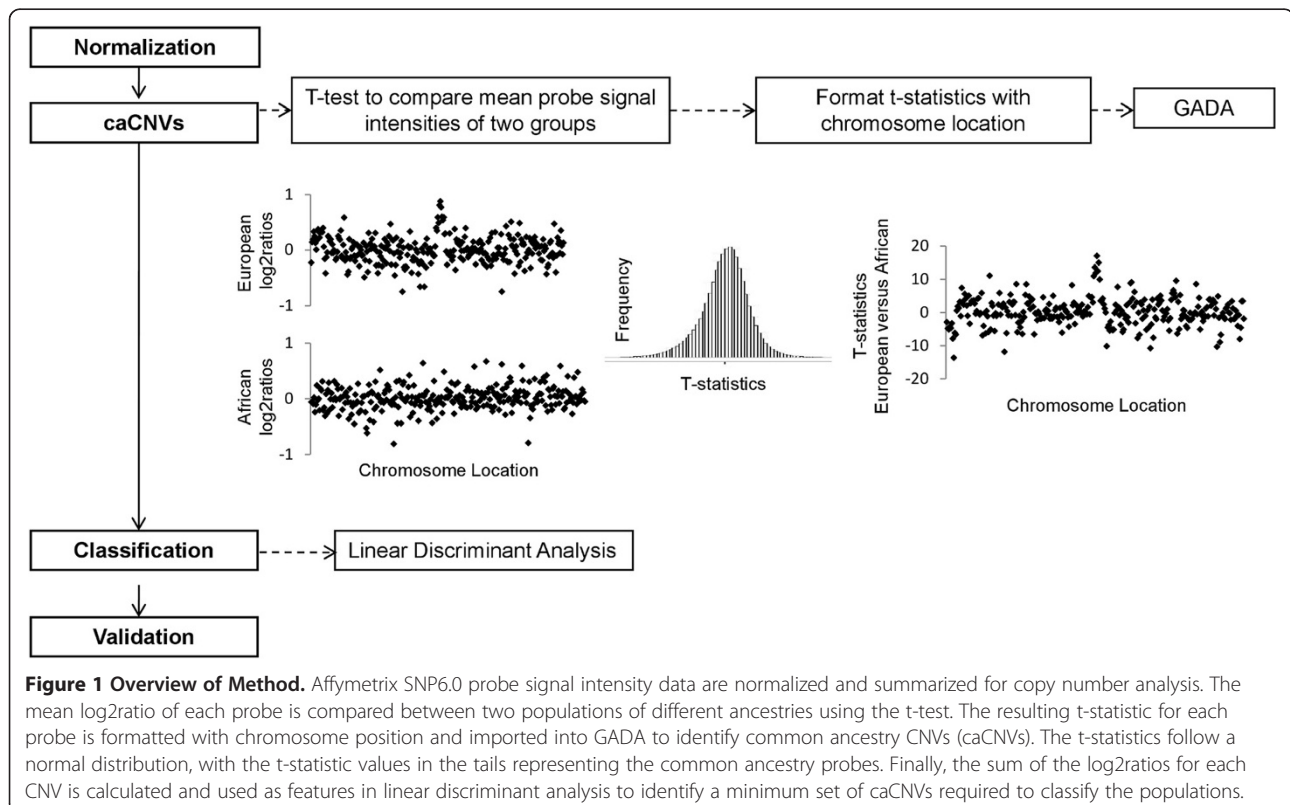 Normalization
caCNVs
T-test to compare mean probe signal
intensities of two groups
Format t-statistics with
chromosome location
GADA
European
log2ratios
1
0
-1
African
log2ratios
1
0
-1
Chromosome Location
Frequency
T-statistics
T-statistics
European versus African
20
10
0
-10
-20
Chromosome Location
Classification
Linear Discriminant Analysis
Validation
Figure 1 Overview of Method. Affymetrix SNP6.0 probe signal intensity data are normalized and summarized for copy number analysis. The
mean log2ratio of each probe is compared between two populations of different ancestries using the t-test. The resulting t-statistic for each
probe is formatted with chromosome position and imported into GADA to identify common ancestry CNVs (caCNVs). The t-statistics follow a
normal distribution, with the t-statistic values in the tails representing the common ancestry probes. Finally, the sum of the log2ratios for each
CNV is calculated and used as features in linear discriminant analysis to identify a minimum set of caCNVs required to classify the populations.